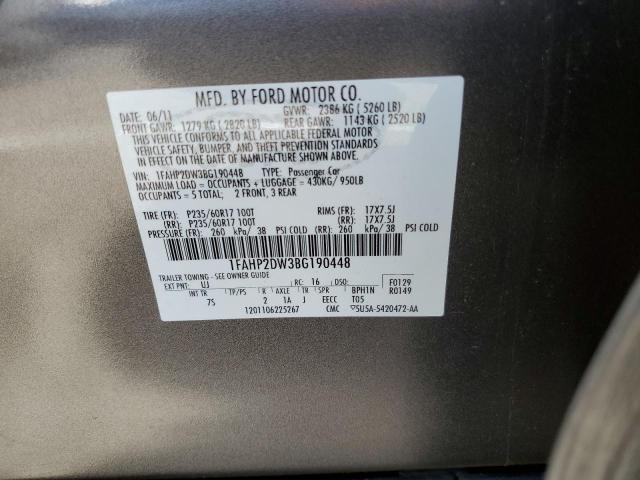 MFD. BY FORD MOTOR CO.
DATE: 06/11 GVWR: 2386 KG ( 5260 LB)
FRONT GAWR: 1279 KG ( 2820 LB) REAR GAWR: 1143 KG ( 2520 LB)
THIS VEHICLE CONFORMS TO ALL APPLICABLE FEDERAL MOTOR
VEHICLE SAFETY, BUMPER, AND THEFT PREVENTION STANDARDS
IN EFFECT ON THE DATE OF MANUFACTURE SHOWN ABOVE.
VIN: 1FAHP2DW3BG190448 TYPE: Passenger Car
MAXIMUM LOAD = OCCUPANTS + LUGGAGE = 430KG/ 950LB
OCCUPANTS = 5 TOTAL; 2 FRONT, 3 REAR
TIRE (FR): P235/60R17 100T RIMS (FR): 17X7.5J
(RR): P235/60R17 100T (RR): 17X7.5J
PRESSURE (FR): 260 kPa/ 38 PSI COLD (RR): 260 kPa/ 38 PSI COLD
1FAHP2DW3BG190448
TRAILER TOWING - SEE OWNER GUIDE
EXT PNT: UJ RC: 16 DSO: F0129
INT TR TP/PS R AXLE TR SPR BPH1N R0149
7S 2 1A J EECC T05
1201106225267 CMC ▽5U5A-5420472-AA